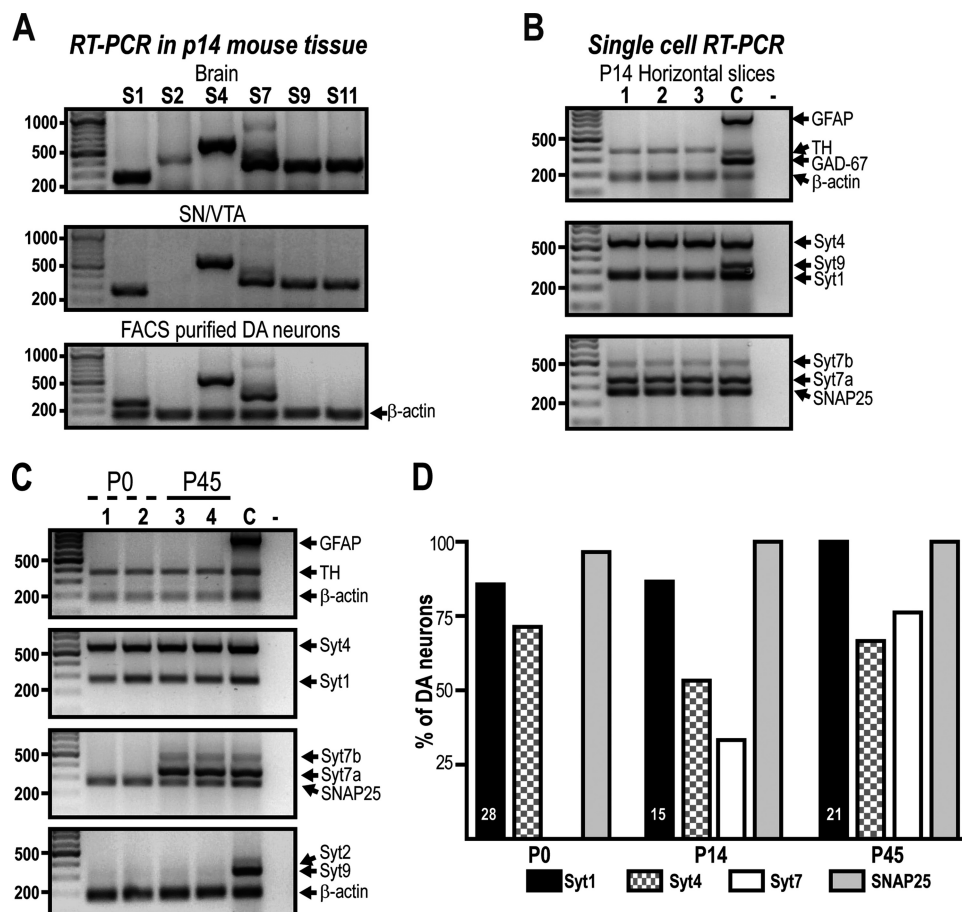 A
RT-PCR in p14 mouse tissue
Brain
S1 S2 S4 S7 S9 S11
1000
500
200
SN/VTA
1000
500
200
FACS purified DA neurons
1000
500
200
β-actin
B
Single cell RT-PCR
P14 Horizontal slices
1 2 3 C -
500
200
GFAP
TH
GAD-67
β-actin
500
200
Syt4
Syt9
Syt1
500
200
Syt7b
Syt7a
SNAP25
C
P0 P45
1 2 3 4 C -
500
200
GFAP
TH
β-actin
500
200
Syt4
Syt1
500
200
Syt7b
Syt7a
SNAP25
500
200
Syt2
Syt9
β-actin
D
% of DA neurons
100
75
50
25
28 15 21
P0 P14 P45
Syt1 Syt4 Syt7 SNAP25